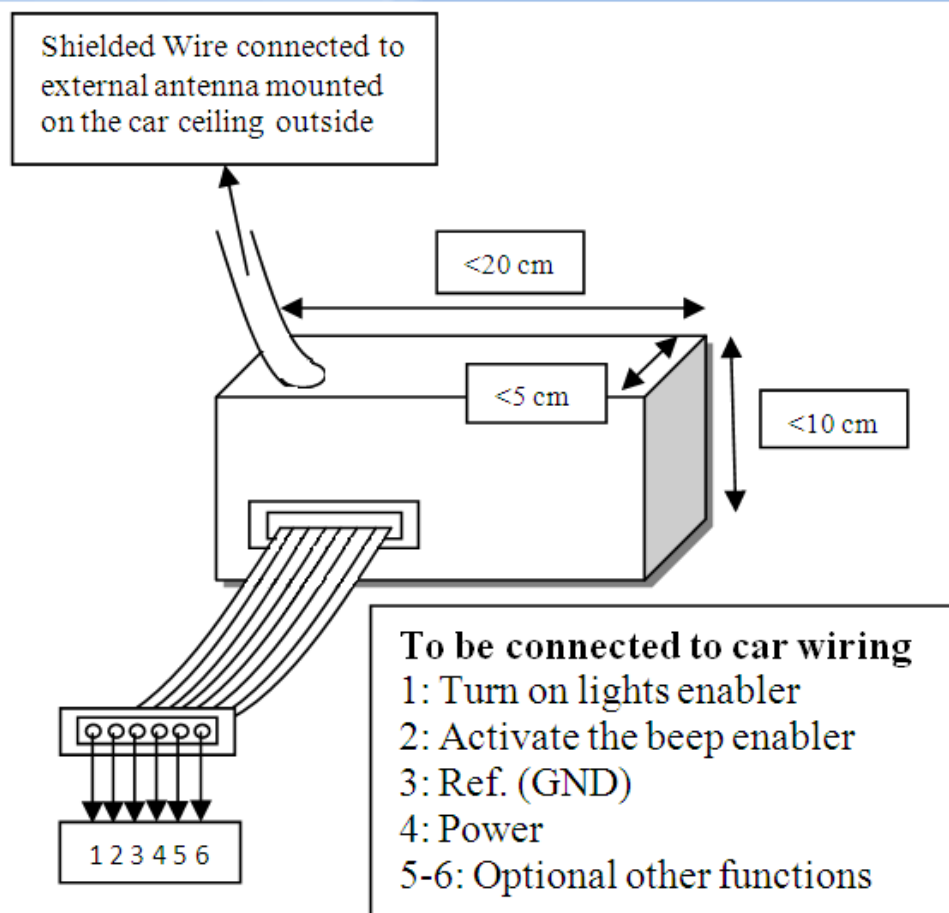 Shielded Wire connected to
external antenna mounted
on the car ceiling outside
<20 cm
<5 cm
<10 cm
To be connected to car wiring
1: Turn on lights enabler
2: Activate the beep enabler
3: Ref. (GND)
4: Power
5-6: Optional other functions
1 2 3 4 5 6